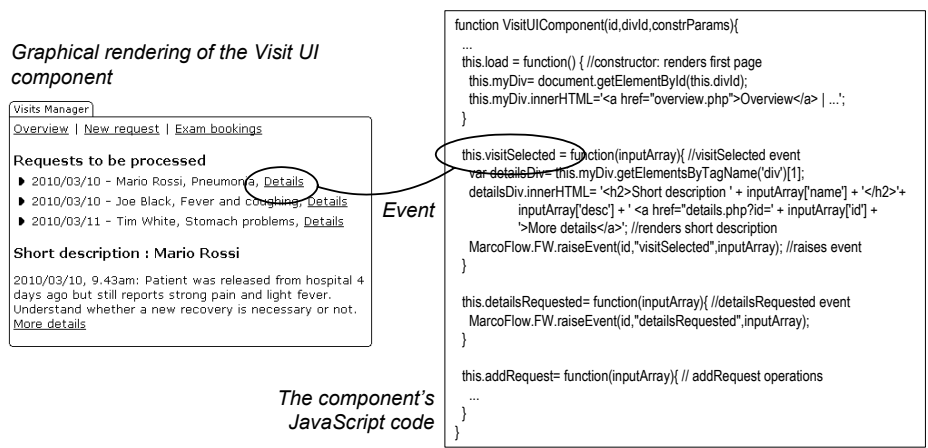 Graphical rendering of the Visit UI
component
Visits Manager
Overview | New request | Exam bookings
Requests to be processed
2010/03/10 - Mario Rossi, Pneumonia, Details
2010/03/10 - Joe Black, Fever and coughing, Details
2010/03/11 - Tim White, Stomach problems, Details
Short description : Mario Rossi
2010/03/10, 9.43am: Patient was released from hospital 4
days ago but still reports strong pain and light fever.
Understand whether a new recovery is necessary or not.
More details
Event
The component's
JavaScript code
function VisitUIComponent(id,divId,constrParams){
...
this.load = function() { //constructor: renders first page
this.myDiv= document.getElementById(this.divId);
this.myDiv.innerHTML='<a href="overview.php">Overview</a> | ...';
}
this.visitSelected = function(inputArray){ //visitSelected event
var detailsDiv= this.myDiv.getElementsByTagName('div')[1];
detailsDiv.innerHTML= '<h2>Short description ' + inputArray['name'] + '</h2>'+
inputArray['desc'] + ' <a href="details.php?id=' + inputArray['id'] +
'>More details</a>'; //renders short description
MarcoFlow.FW.raiseEvent(id,"visitSelected",inputArray); //raises event
}
this.detailsRequested= function(inputArray){ //detailsRequested event
MarcoFlow.FW.raiseEvent(id,"detailsRequested",inputArray);
}
this.addRequest= function(inputArray){ // addRequest operations
...
}
}